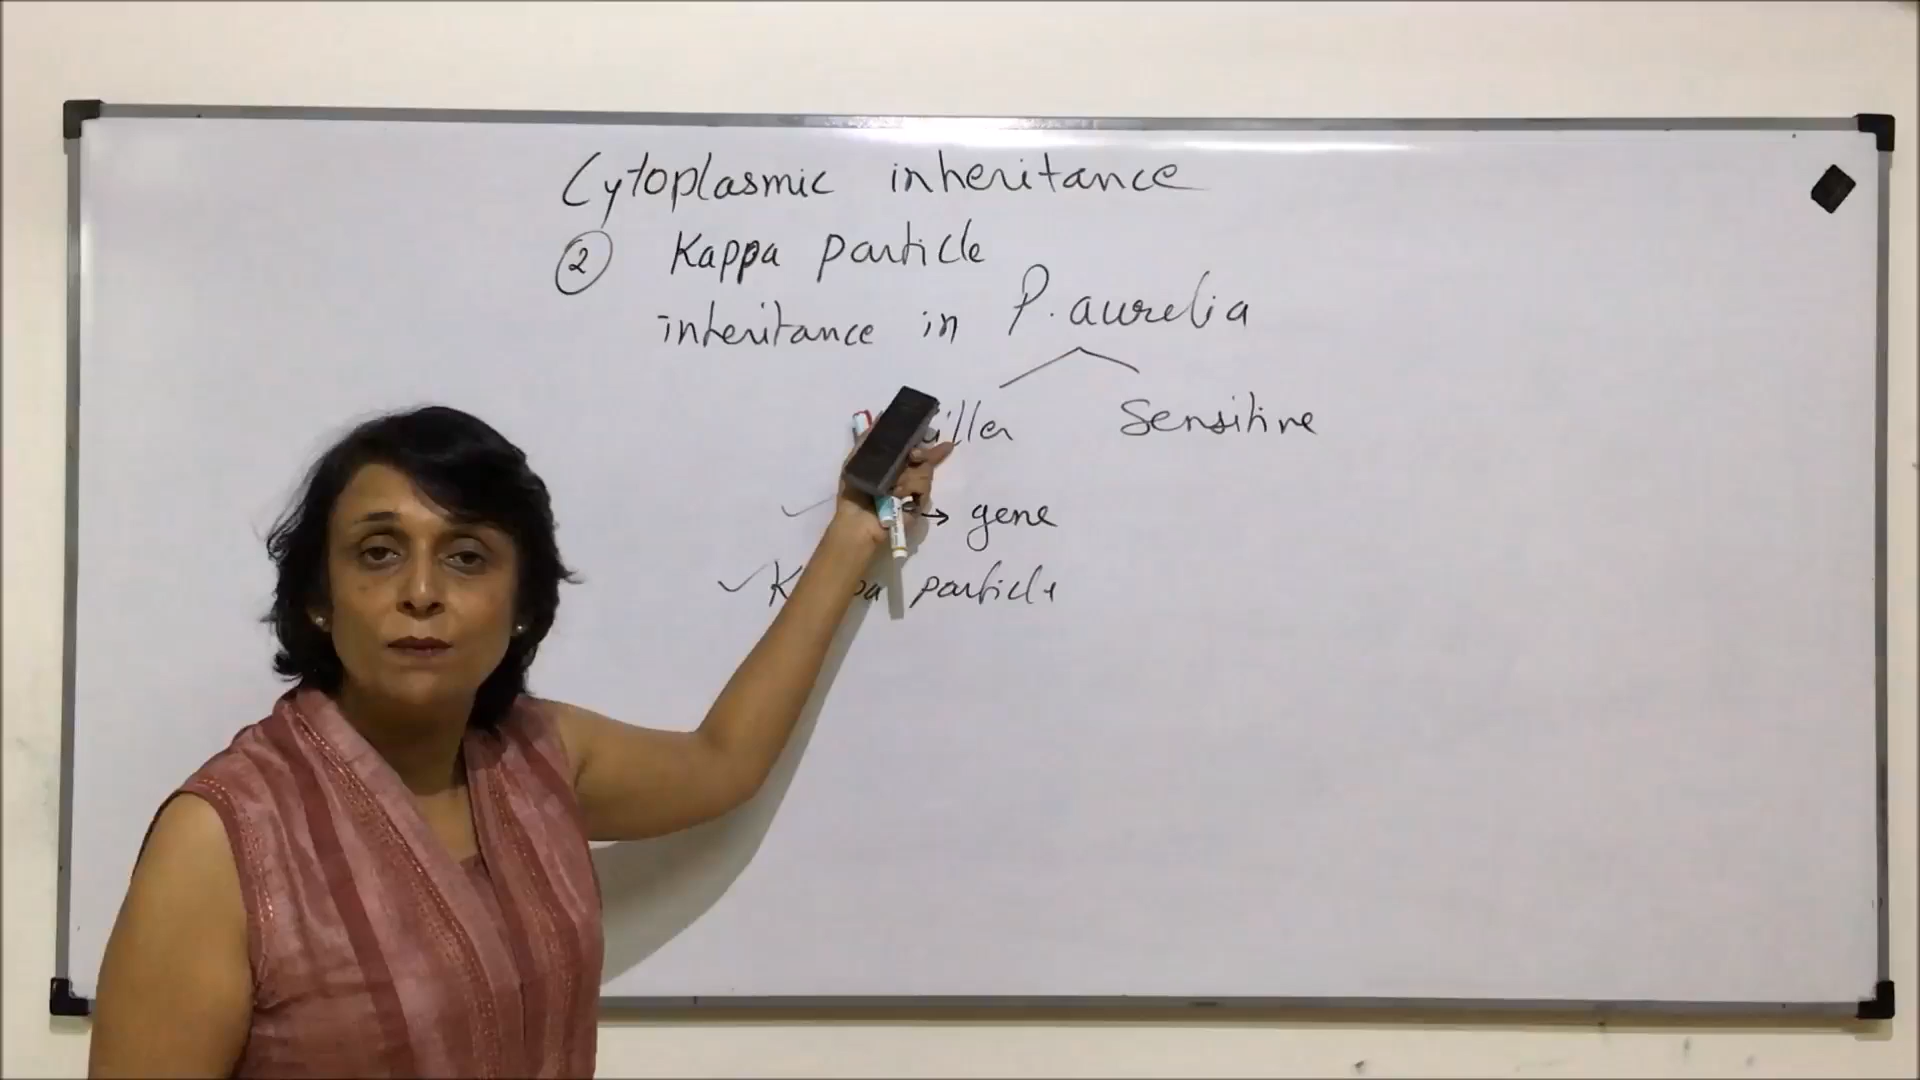 Cytoplasmic inheritance
② Kappa particle
inheritance in P. aurelia
Sensitive
→ gene
particle